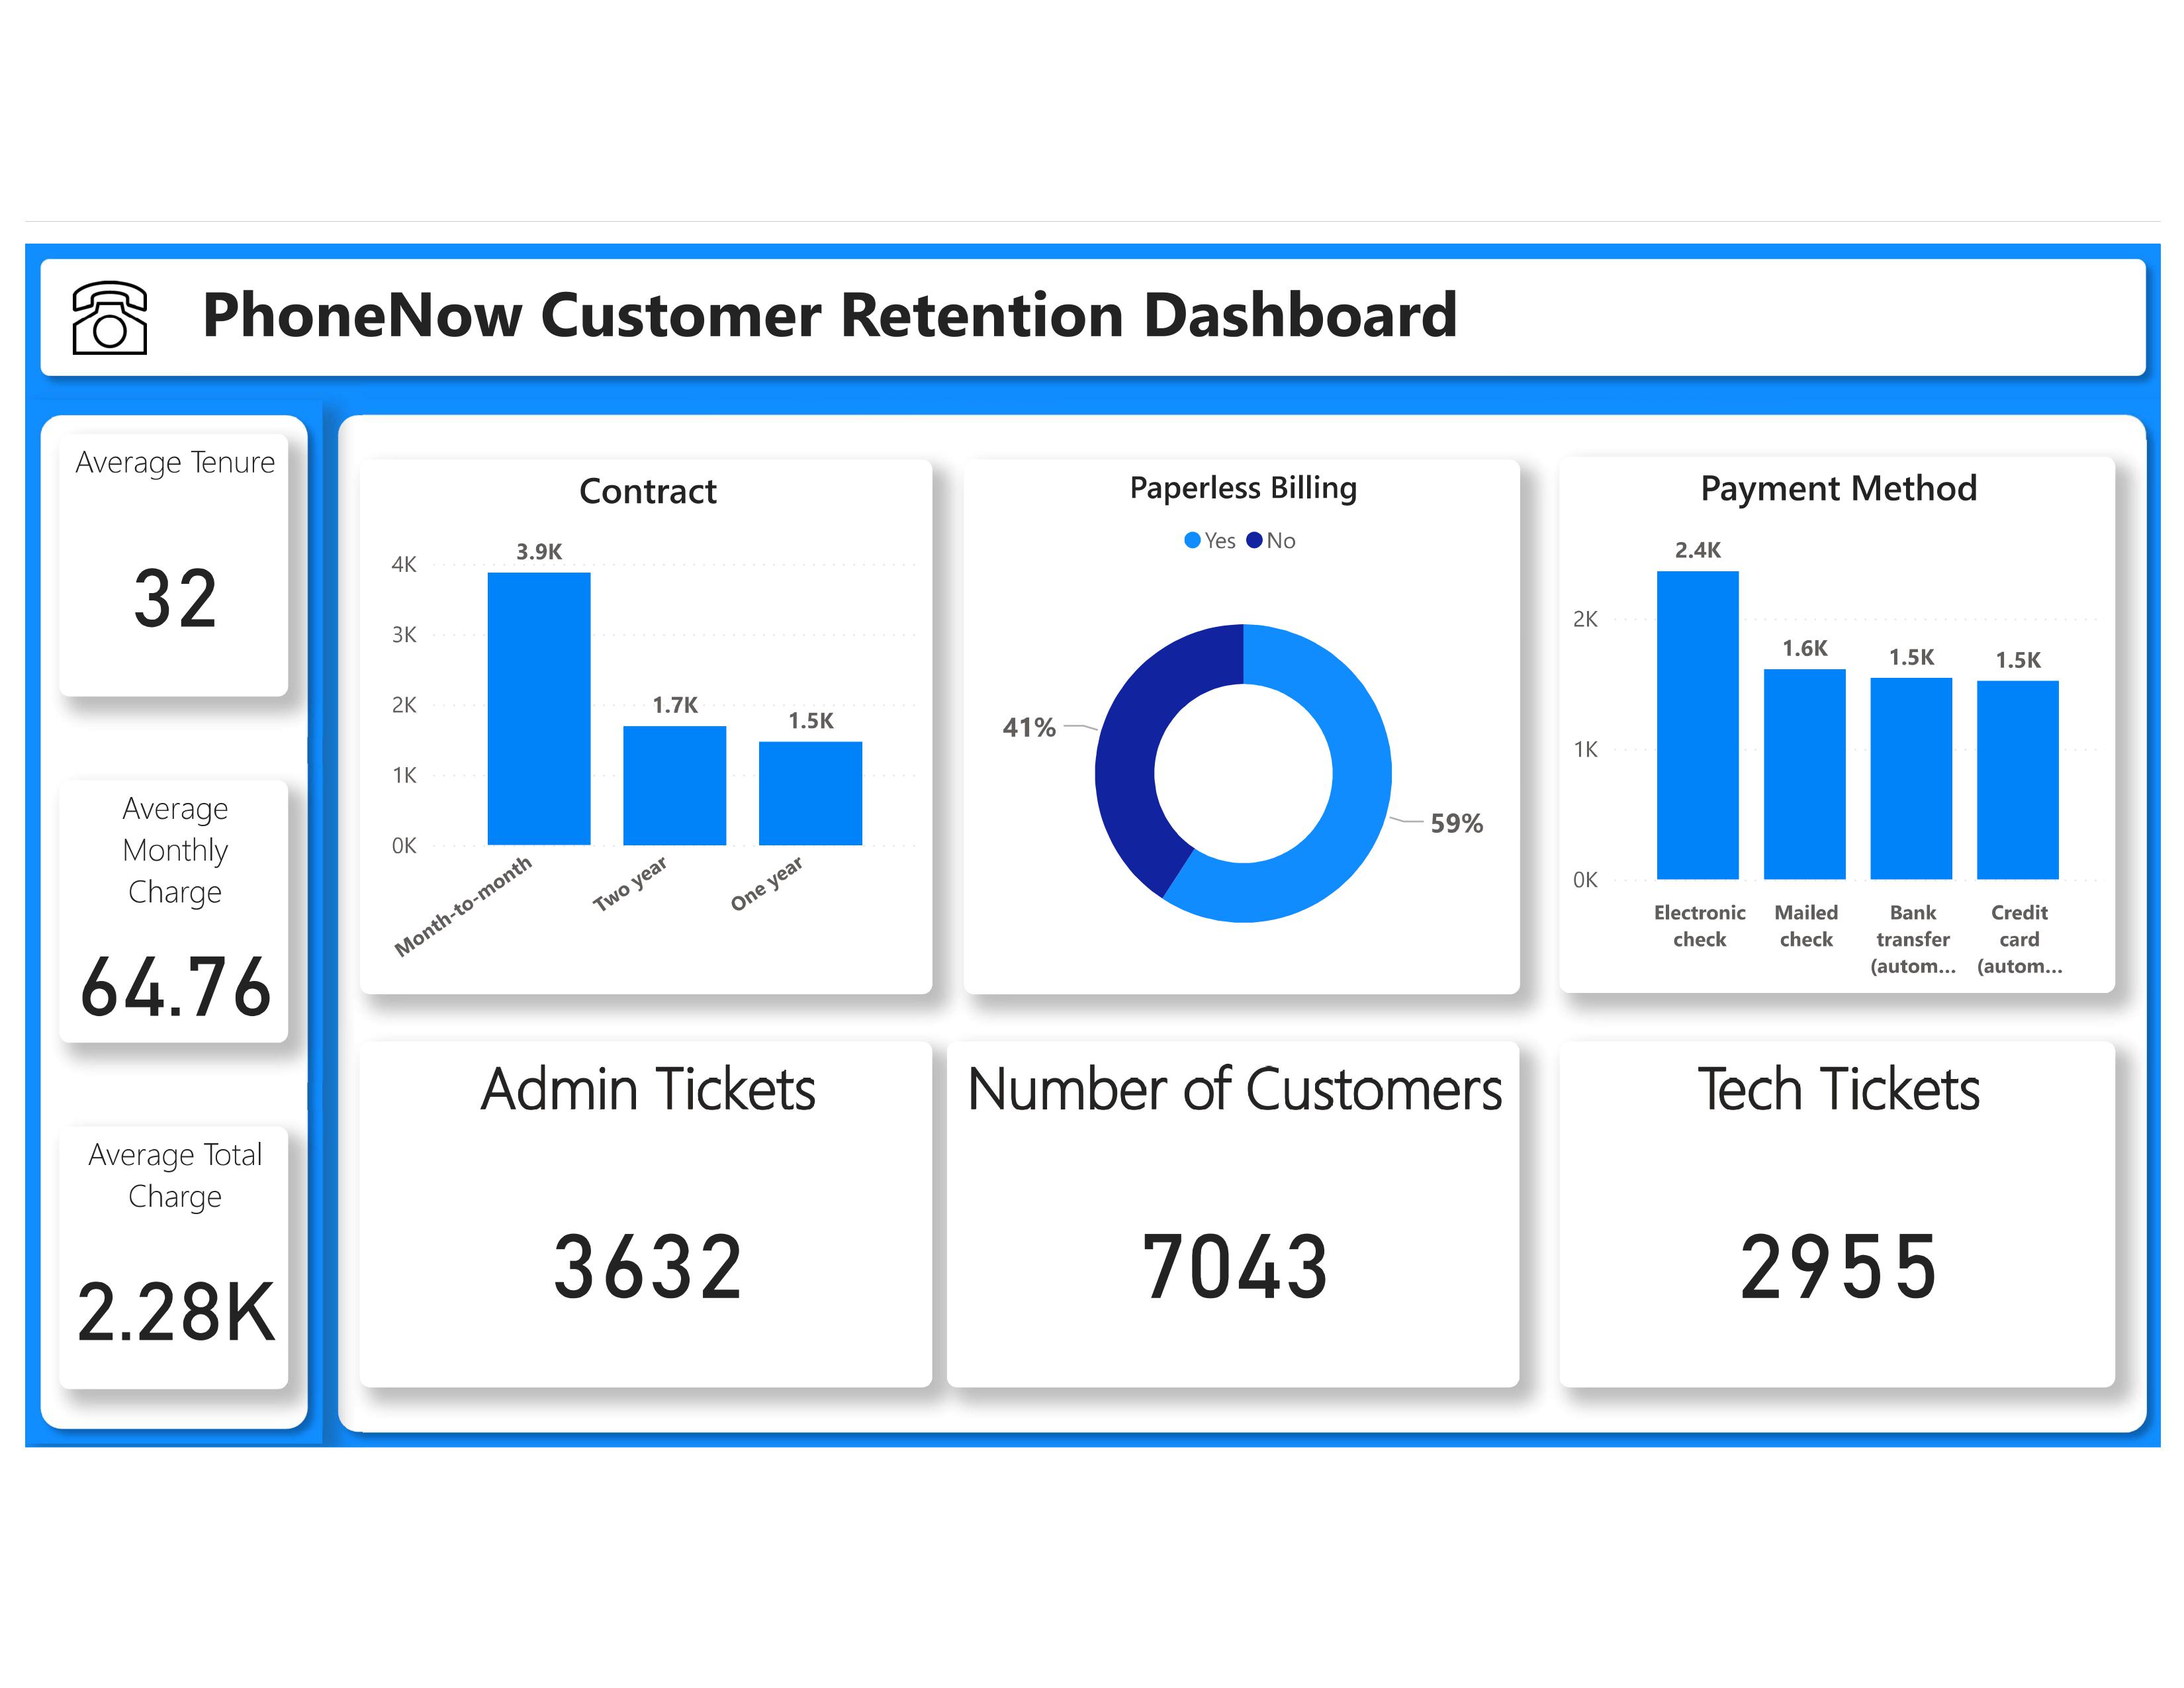 PhoneNow Customer Retention Dashboard
Average Tenure
32
Average
Monthly
Charge
64.76
Average Total
Charge
2.28K
Contract
3.9K
4K
3K
2K
1K
0K
1.7K
1.5K
Month-to-month
Two year
One year
Paperless Billing
Yes No
41%
59%
Payment Method
2.4K
2K
1K
0K
1.6K
1.5K
1.5K
Electronic
check
Mailed
check
Bank
transfer
(autom...
Credit
card
(autom...
Admin Tickets
3632
Number of Customers
7043
Tech Tickets
2955